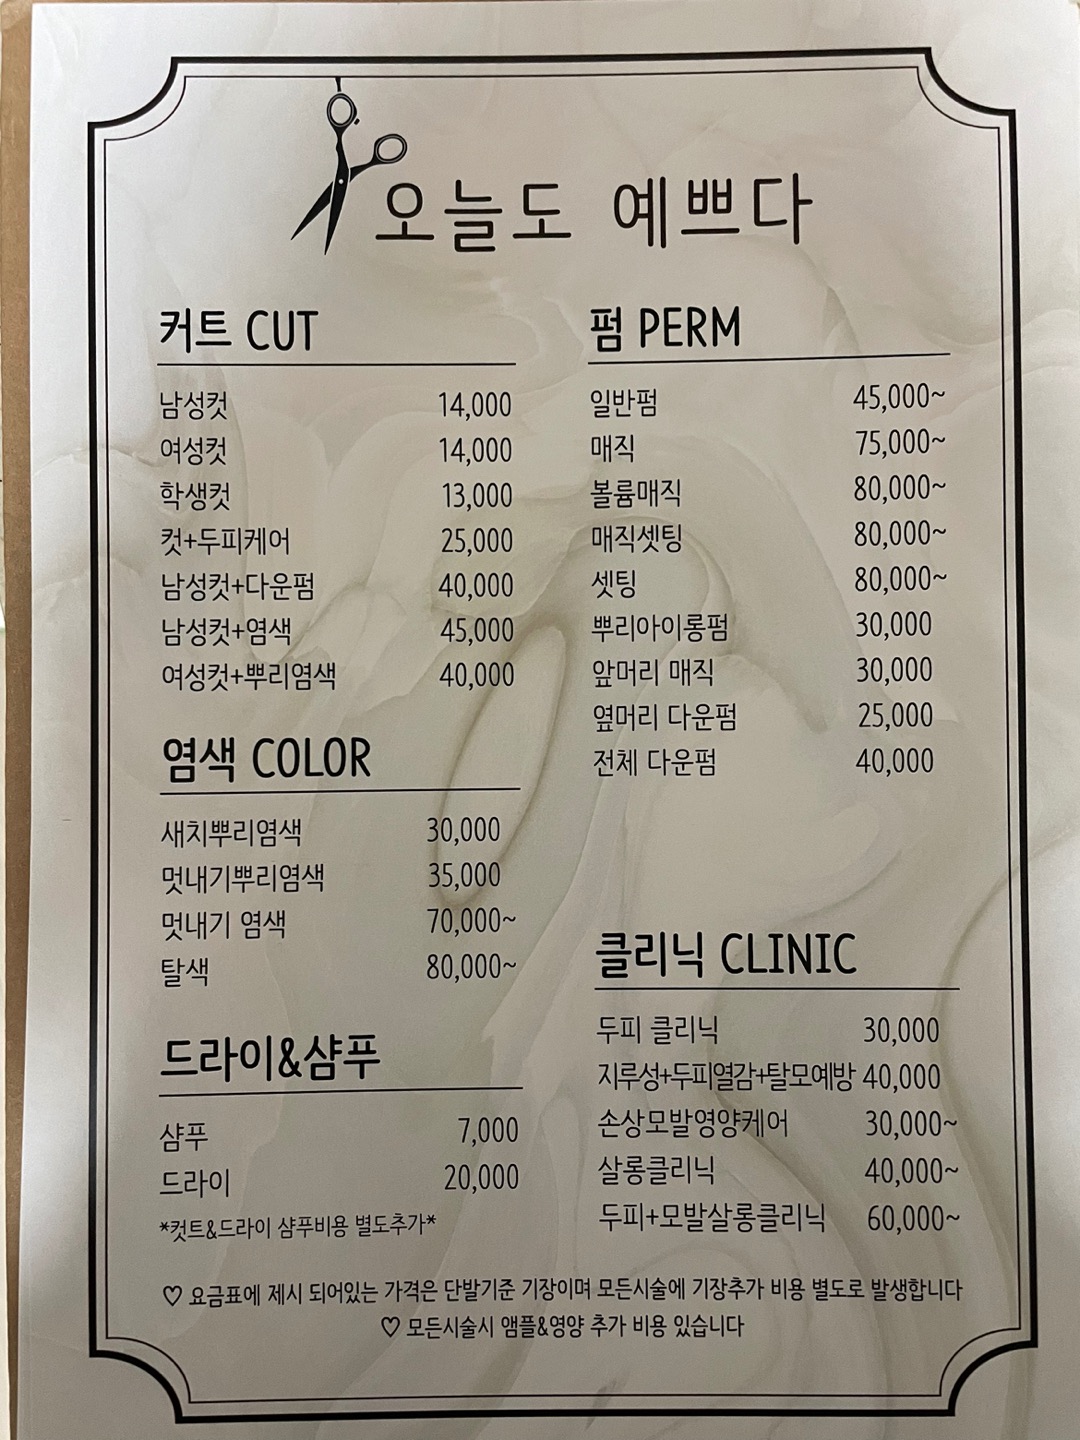 오늘도 예쁘다
커트 CUT
남성컷 14,000
여성컷 14,000
학생컷 13,000
컷+두피케어 25,000
남성컷+다운펌 40,000
남성컷+염색 45,000
여성컷+뿌리염색 40,000
염색 COLOR
새치뿌리염색 30,000
멋내기뿌리염색 35,000
멋내기 염색 70,000~
탈색 80,000~
드라이&샴푸
샴푸 7,000
드라이 20,000
*컷트&드라이 샴푸비용 별도추가*
펌 PERM
일반펌 45,000~
매직 75,000~
볼륨매직 80,000~
매직셋팅 80,000~
셋팅 80,000~
뿌리아이롱펌 30,000
앞머리 매직 30,000
옆머리 다운펌 25,000
전체 다운펌 40,000
클리닉 CLINIC
두피 클리닉 30,000
지루성+두피열감+탈모예방 40,000
손상모발영양케어 30,000~
살롱클리닉 40,000~
두피+모발살롱클리닉 60,000~
♡ 요금표에 제시 되어있는 가격은 단발기준 기장이며 모든시술에 기장추가 비용 별도로 발생합니다
♡ 모든시술시 앰플&영양 추가 비용 있습니다